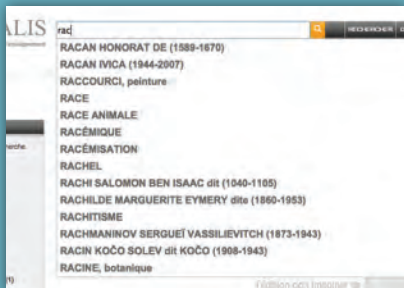 ALIS
rac
RECHERCHER
RACAN HONORAT DE (1589-1670)
RACAN IVICA (1944-2007)
RACCOURCI, peinture
RACE
RACE ANIMALE
RACÉMIQUE
RACÉMISATION
RACHEL
RACHI SALOMON BEN ISAAC dit (1040-1105)
RACHILDE MARGUERITE EYMERY dite (1860-1953)
RACHITISME
RACHMANINOV SERGUEÏ VASSILIEVITCH (1873-1943)
RACIN KOČO SOLEV dit KOČO (1908-1943)
RACINE, botanique